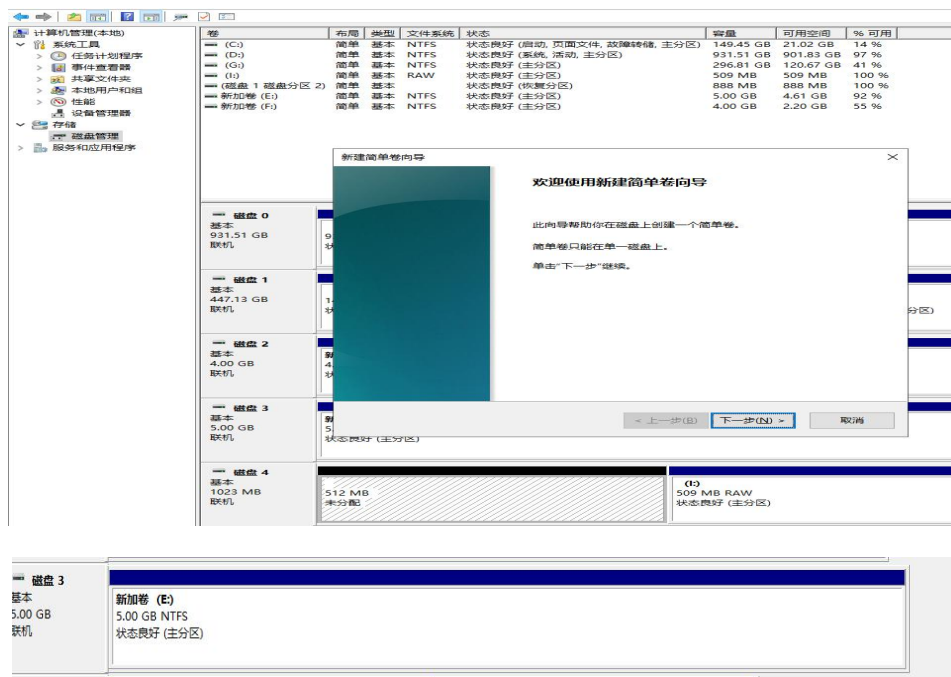 计算机管理(本地)
系统工具
任务计划程序
事件查看器
共享文件夹
本地用户和组
性能
设备管理器
存储
磁盘管理
服务和应用程序
卷 布局 类型 文件系统 状态 容量 可用空间 % 可用
(C:) 简单 基本 NTFS 状态良好 (启动, 页面文件, 故障转储, 主分区) 149.45 GB 21.02 GB 14 %
(D:) 简单 基本 NTFS 状态良好 (系统, 活动, 主分区) 931.51 GB 901.83 GB 97 %
(G:) 简单 基本 NTFS 状态良好 (主分区) 296.81 GB 120.67 GB 41 %
(I:) 简单 基本 RAW 状态良好 (主分区) 509 MB 509 MB 100 %
(磁盘 1 磁盘分区 2) 简单 基本 状态良好 (恢复分区) 888 MB 888 MB 100 %
新加卷 (E:) 简单 基本 NTFS 状态良好 (主分区) 5.00 GB 4.61 GB 92 %
新加卷 (F:) 简单 基本 NTFS 状态良好 (主分区) 4.00 GB 2.20 GB 55 %
新建简单卷向导
欢迎使用新建简单卷向导
此向导帮助你在磁盘上创建一个简单卷。
简单卷只能在单一磁盘上。
单击"下一步"继续。
< 上一步(B) 下一步(N) > 取消
磁盘 0
基本
931.51 GB
联机
磁盘 1
基本
447.13 GB
联机
分区)
磁盘 2
基本
4.00 GB
联机
磁盘 3
基本
5.00 GB
联机
状态良好 (主分区)
磁盘 4
基本
1023 MB
联机
512 MB
未分配
(I:)
509 MB RAW
状态良好 (主分区)
磁盘 3
基本
5.00 GB
联机
新加卷 (E:)
5.00 GB NTFS
状态良好 (主分区)